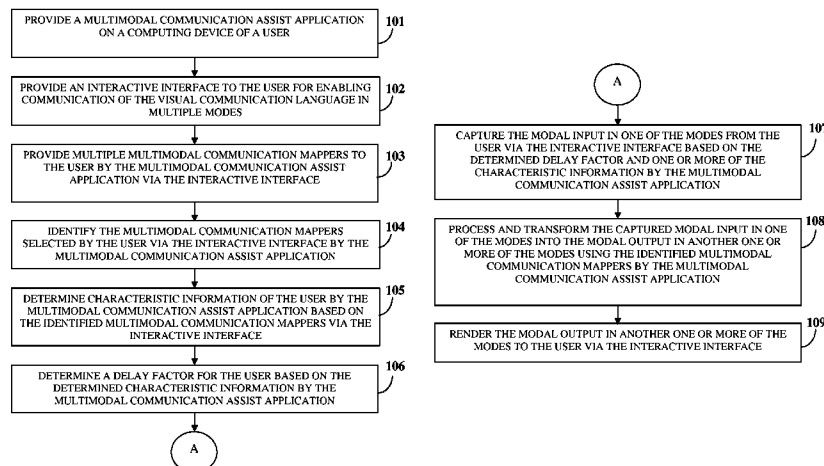 PROVIDE A MULTIMODAL COMMUNICATION ASSIST APPLICATION
ON A COMPUTING DEVICE OF A USER
101
PROVIDE AN INTERACTIVE INTERFACE TO THE USER FOR ENABLING
COMMUNICATION OF THE VISUAL COMMUNICATION LANGUAGE IN
MULTIPLE MODES
102
PROVIDE MULTIPLE MULTIMODAL COMMUNICATION MAPPERS TO
THE USER BY THE MULTIMODAL COMMUNICATION ASSIST
APPLICATION VIA THE INTERACTIVE INTERFACE
103
IDENTIFY THE MULTIMODAL COMMUNICATION MAPPERS
SELECTED BY THE USER VIA THE INTERACTIVE INTERFACE BY THE
MULTIMODAL COMMUNICATION ASSIST APPLICATION
104
DETERMINE CHARACTERISTIC INFORMATION OF THE USER BY THE
MULTIMODAL COMMUNICATION ASSIST APPLICATION BASED ON
THE IDENTIFIED MULTIMODAL COMMUNICATION MAPPERS VIA THE
INTERACTIVE INTERFACE
105
DETERMINE A DELAY FACTOR FOR THE USER BASED ON THE
DETERMINED CHARACTERISTIC INFORMATION BY THE
MULTIMODAL COMMUNICATION ASSIST APPLICATION
106
A
A
CAPTURE THE MODAL INPUT IN ONE OF THE MODES FROM THE
USER VIA THE INTERACTIVE INTERFACE BASED ON THE
DETERMINED DELAY FACTOR AND ONE OR MORE OF THE
CHARACTERISTIC INFORMATION BY THE MULTIMODAL
COMMUNICATION ASSIST APPLICATION
107
PROCESS AND TRANSFORM THE CAPTURED MODAL INPUT IN ONE
OF THE MODES INTO THE MODAL OUTPUT IN ANOTHER ONE OR
MORE OF THE MODES USING THE IDENTIFIED MULTIMODAL
COMMUNICATION MAPPERS BY THE MULTIMODAL
COMMUNICATION ASSIST APPLICATION
108
RENDER THE MODAL OUTPUT IN ANOTHER ONE OR MORE OF THE
MODES TO THE USER VIA THE INTERACTIVE INTERFACE
109